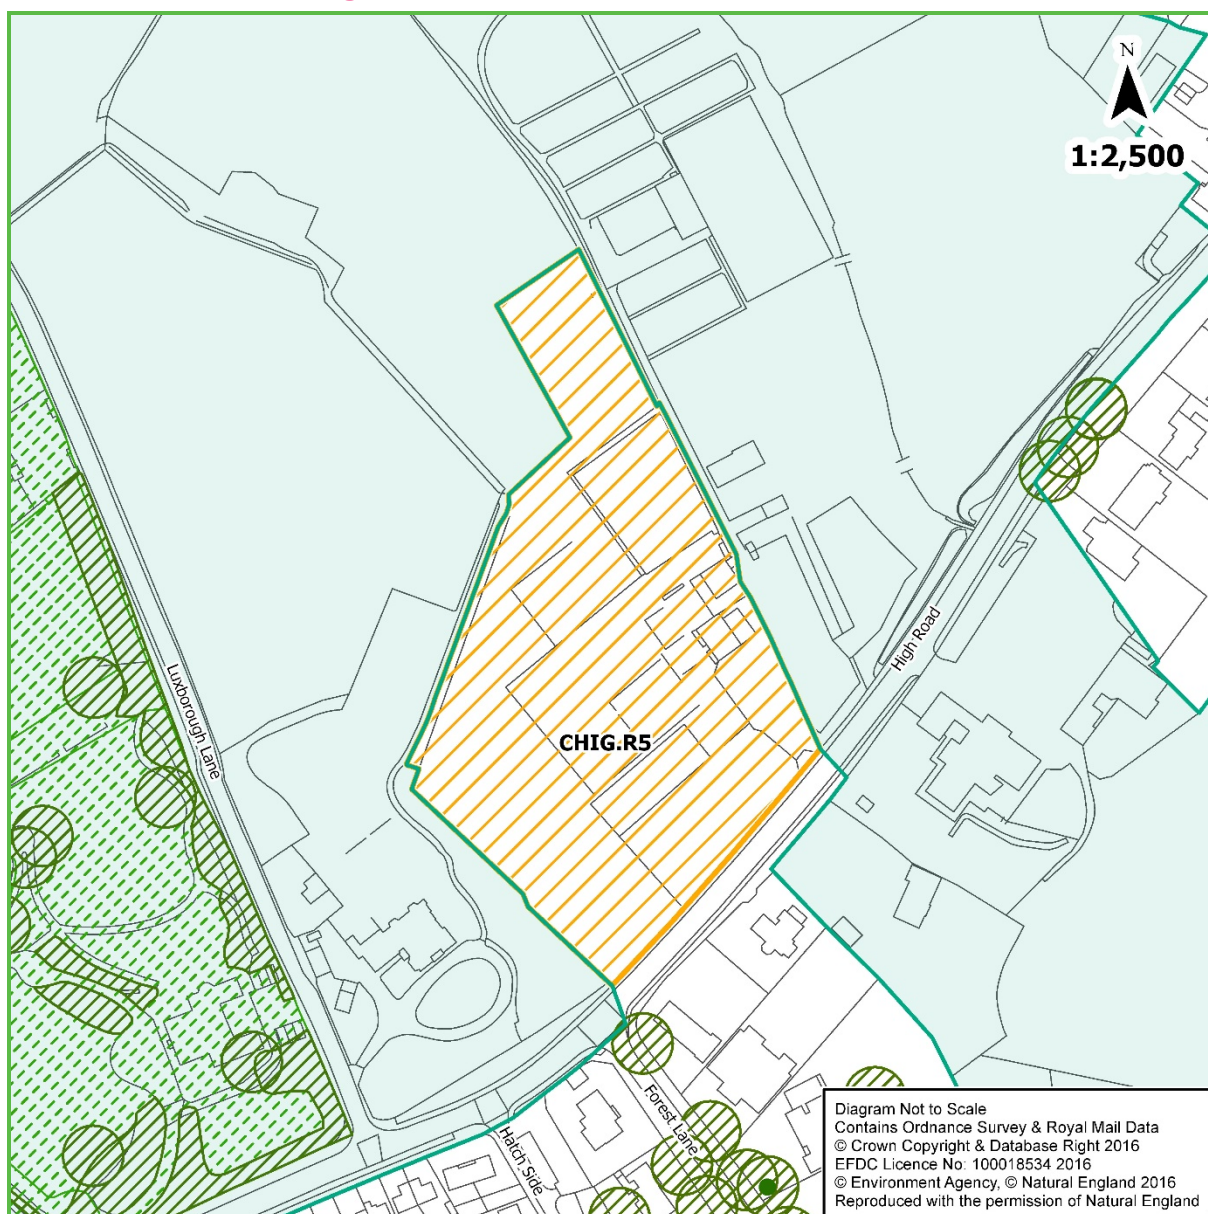 N
1:2,500
High Road
Luxborough Lane
CHIG.R5
Forest Lane
Hatch Side
Diagram Not to Scale
Contains Ordnance Survey & Royal Mail Data
© Crown Copyright & Database Right 2016
EFDC Licence No: 100018534 2016
© Environment Agency, © Natural England 2016
Reproduced with the permission of Natural England